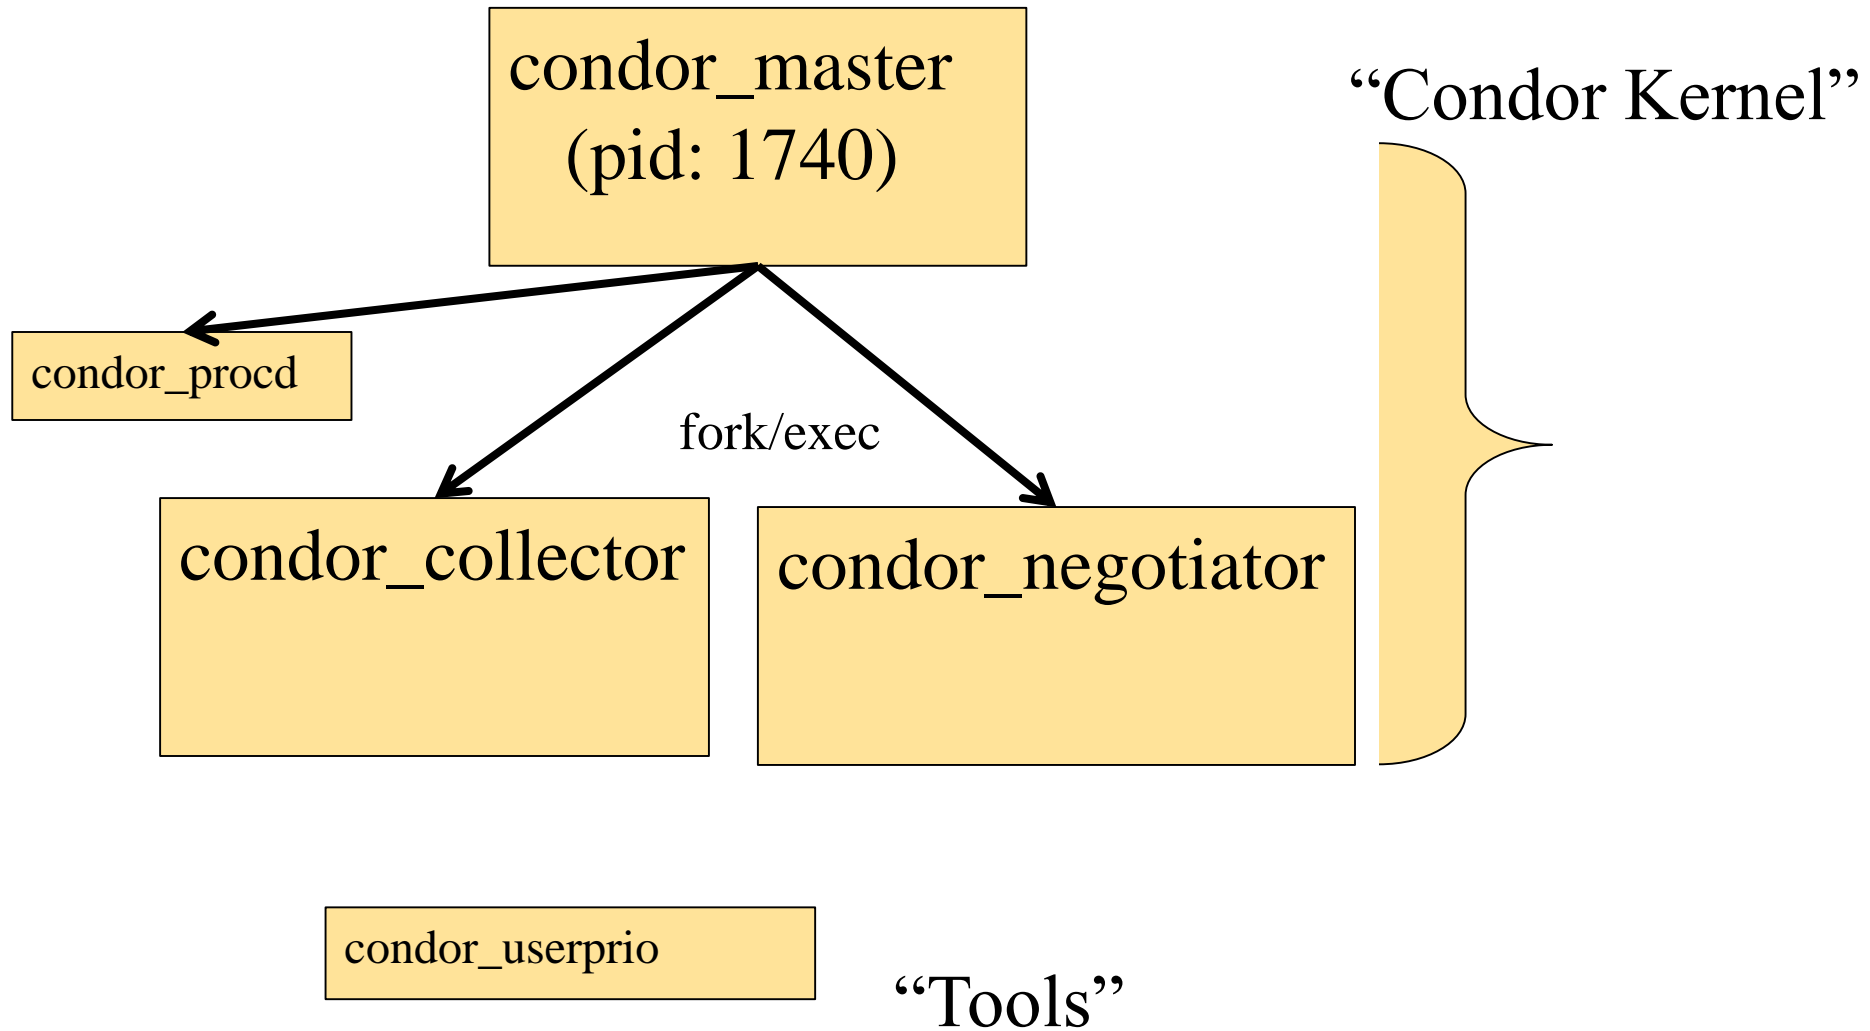 condor_master
(pid: 1740)
“Condor Kernel”
condor_procd
fork/exec
condor_collector
condor_negotiator
condor_userprio
“Tools”